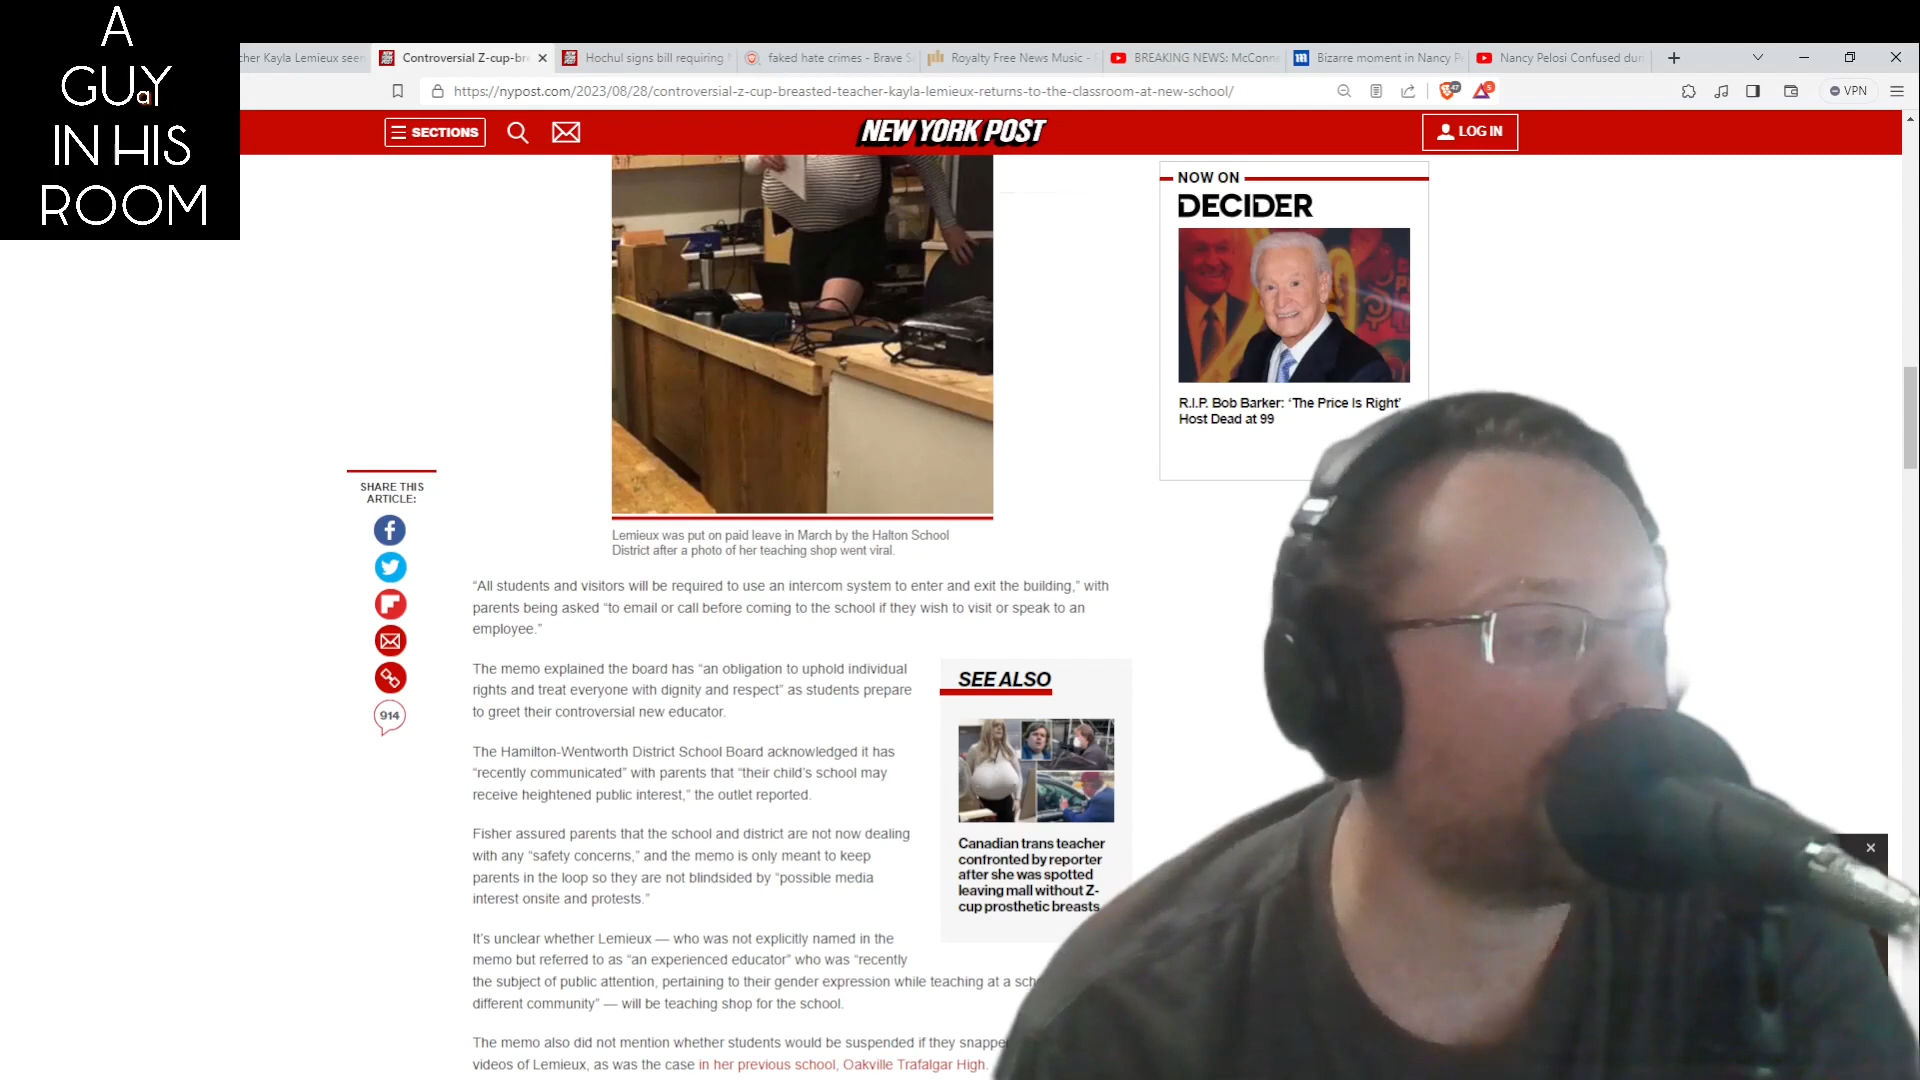 A
GUY
a
IN HIS
ROOM
cher Kayla Lemieux seen
Controversial Z-cup-bre
Hochul signs bill requiring
faked hate crimes - Brave S
Royalty Free News Music -
BREAKING NEWS: McConne
Bizarre moment in Nancy P
Nancy Pelosi Confused duri
https://nypost.com/2023/08/28/controversial-z-cup-breasted-teacher-kayla-lemieux-returns-to-the-classroom-at-new-school/
47
5
VPN
SECTIONS
NEW YORK POST
LOG IN
NOW ON
DECIDER
R.I.P. Bob Barker: ‘The Price Is Right’
Host Dead at 99
SHARE THIS
ARTICLE:
914
Lemieux was put on paid leave in March by the Halton School
District after a photo of her teaching shop went viral.
“All students and visitors will be required to use an intercom system to enter and exit the building,” with
parents being asked “to email or call before coming to the school if they wish to visit or speak to an
employee.”
The memo explained the board has “an obligation to uphold individual
rights and treat everyone with dignity and respect” as students prepare
to greet their controversial new educator.
The Hamilton-Wentworth District School Board acknowledged it has
“recently communicated” with parents that “their child’s school may
receive heightened public interest,” the outlet reported.
Fisher assured parents that the school and district are not now dealing
with any “safety concerns,” and the memo is only meant to keep
parents in the loop so they are not blindsided by “possible media
interest onsite and protests.”
SEE ALSO
Canadian trans teacher
confronted by reporter
after she was spotted
leaving mall without Z-
cup prosthetic breasts
It’s unclear whether Lemieux — who was not explicitly named in the
memo but referred to as “an experienced educator” who was “recently
the subject of public attention, pertaining to their gender expression while teaching at a sch
different community” — will be teaching shop for the school.
The memo also did not mention whether students would be suspended if they snappe
videos of Lemieux, as was the case in her previous school, Oakville Trafalgar High.